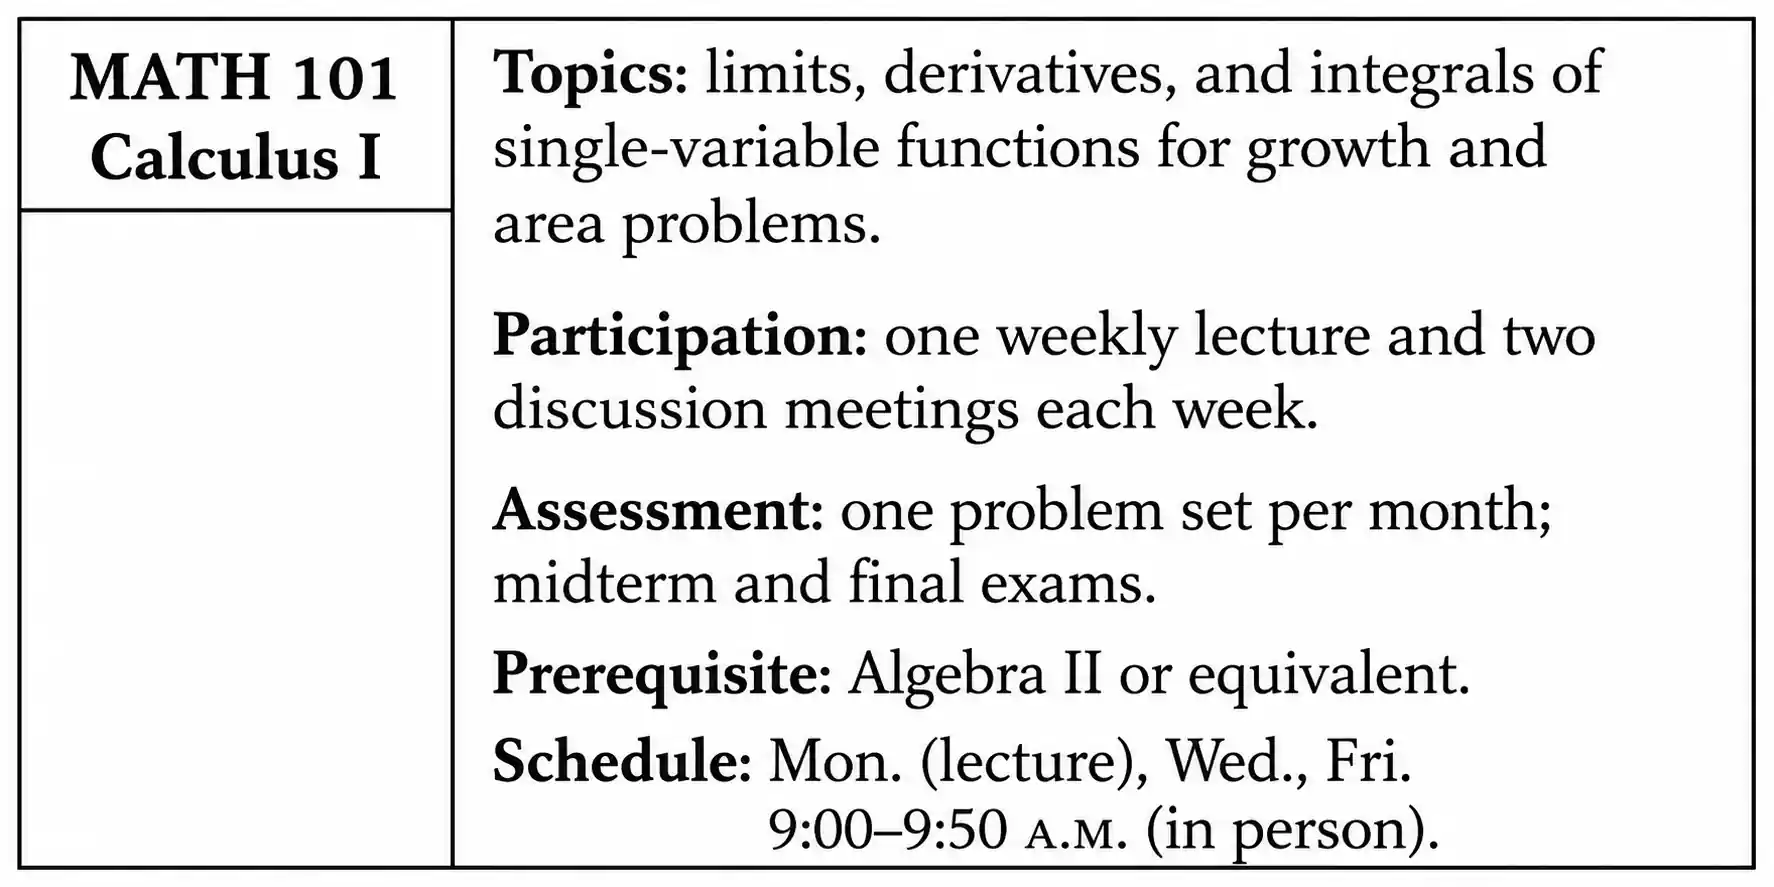 MATH 101
Calculus I
Topics: limits, derivatives, and integrals of
single-variable functions for growth and
area problems.
Participation: one weekly lecture and two
discussion meetings each week.
Assessment: one problem set per month;
midterm and final exams.
Prerequisite: Algebra II or equivalent.
Schedule: Mon. (lecture), Wed., Fri.
9:00–9:50 A.M. (in person).